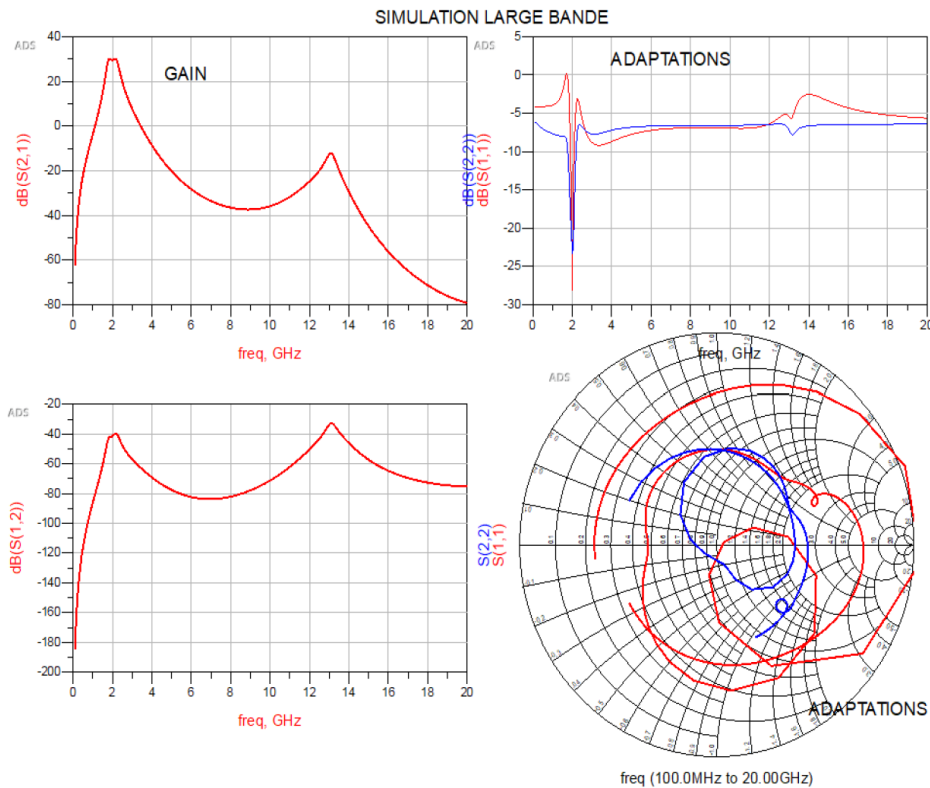 SIMULATION LARGE BANDE
ADS
GAIN
40
20
0
-20
-40
-60
-80
dB(S(2,1))
0 2 4 6 8 10 12 14 16 18 20
freq, GHz
ADS
ADAPTATIONS
5
0
-5
-10
-15
-20
-25
-30
dB(S(2,2))
dB(S(1,1))
0 2 4 6 8 10 12 14 16 18 20
freq, GHz
ADS
-20
-40
-60
-80
-100
-120
-140
-160
-180
-200
dB(S(1,2))
0 2 4 6 8 10 12 14 16 18 20
freq, GHz
ADS
S(2,2)
S(1,1)
ADAPTATIONS
freq (100.0MHz to 20.00GHz)